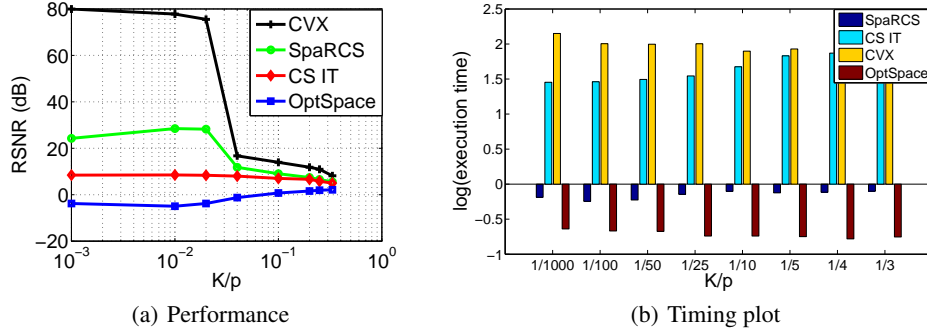 80
60
40
20
0
−20
10−3
10−2
10−1
100
K/p
RSNR (dB)
CVX
SpaRCS
CS IT
OptSpace
(a) Performance
2.5
2
1.5
1
0.5
0
−0.5
−1
1/1000
1/100
1/50
1/25
1/10
1/5
1/4
1/3
K/p
log(execution time)
SpaRCS
CS IT
CVX
OptSpace
(b) Timing plot